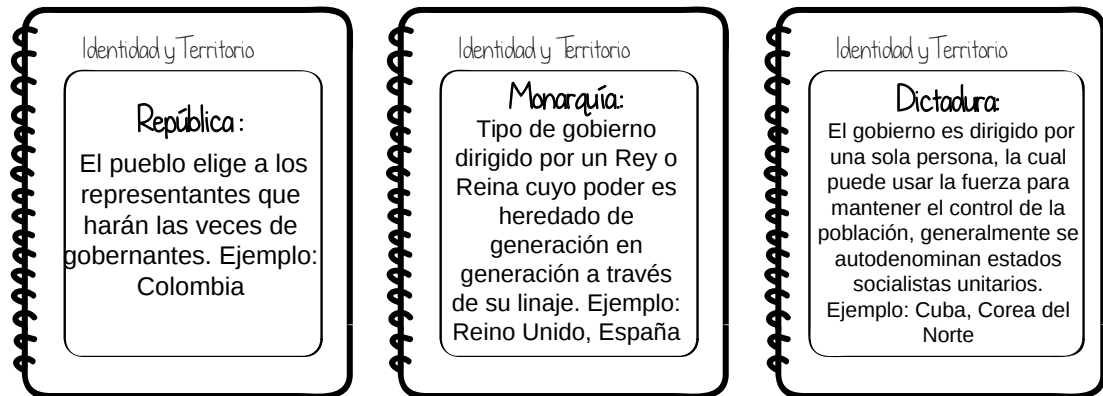 Identidad y Territorio
República:
El pueblo elige a los
representantes que
harán las veces de
gobernantes. Ejemplo:
Colombia
Identidad y Territorio
Monarquía:
Tipo de gobierno
dirigido por un Rey o
Reina cuyo poder es
heredado de
generación en
generación a través
de su linaje. Ejemplo:
Reino Unido, España
Identidad y Territorio
Dictadura:
El gobierno es dirigido por
una sola persona, la cual
puede usar la fuerza para
mantener el control de la
población, generalmente se
autodenominan estados
socialistas unitarios.
Ejemplo: Cuba, Corea del
Norte